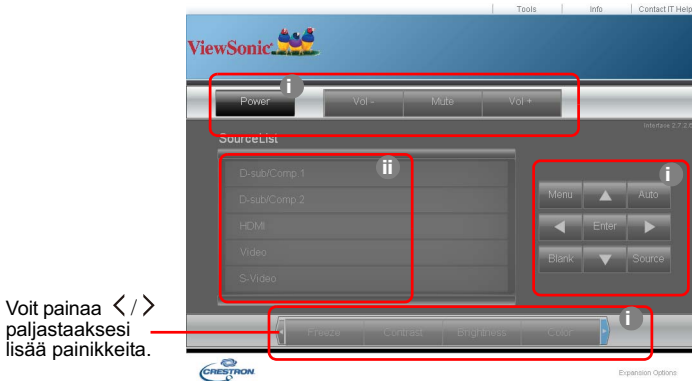 Tools | Info | Contact IT Help
ViewSonic
i
Power Vol - Mute Vol +
Interface 2.7.2.5
SourceList
ii
i
D-sub/Comp.1
D-sub/Comp.2
HDMI
Video
S-Video
Menu Auto
Enter
Blank Source
Voit painaa </>
paljastaaksesi
lisää painikkeita.
i
Freeze Contrast Brightness Color
CRESTRON
Expansion Options